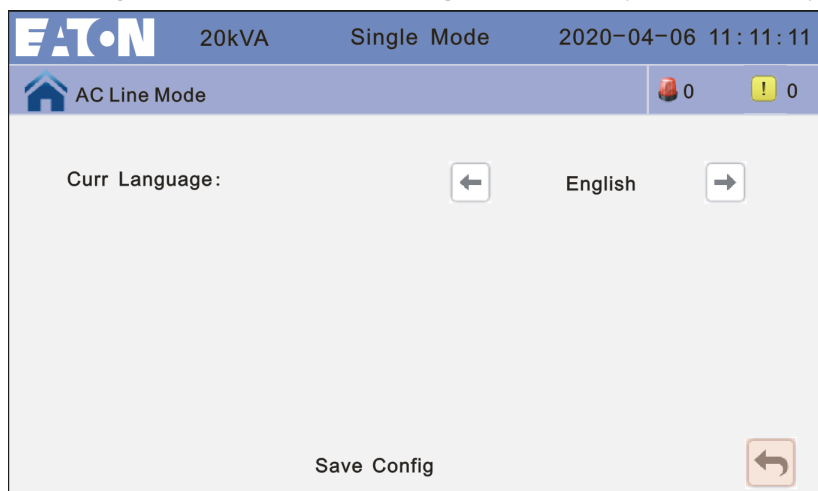 EATON 20kVA Single Mode 2020-04-06 11:11:11
AC Line Mode 0 ! 0
Curr Language: English
Save Config